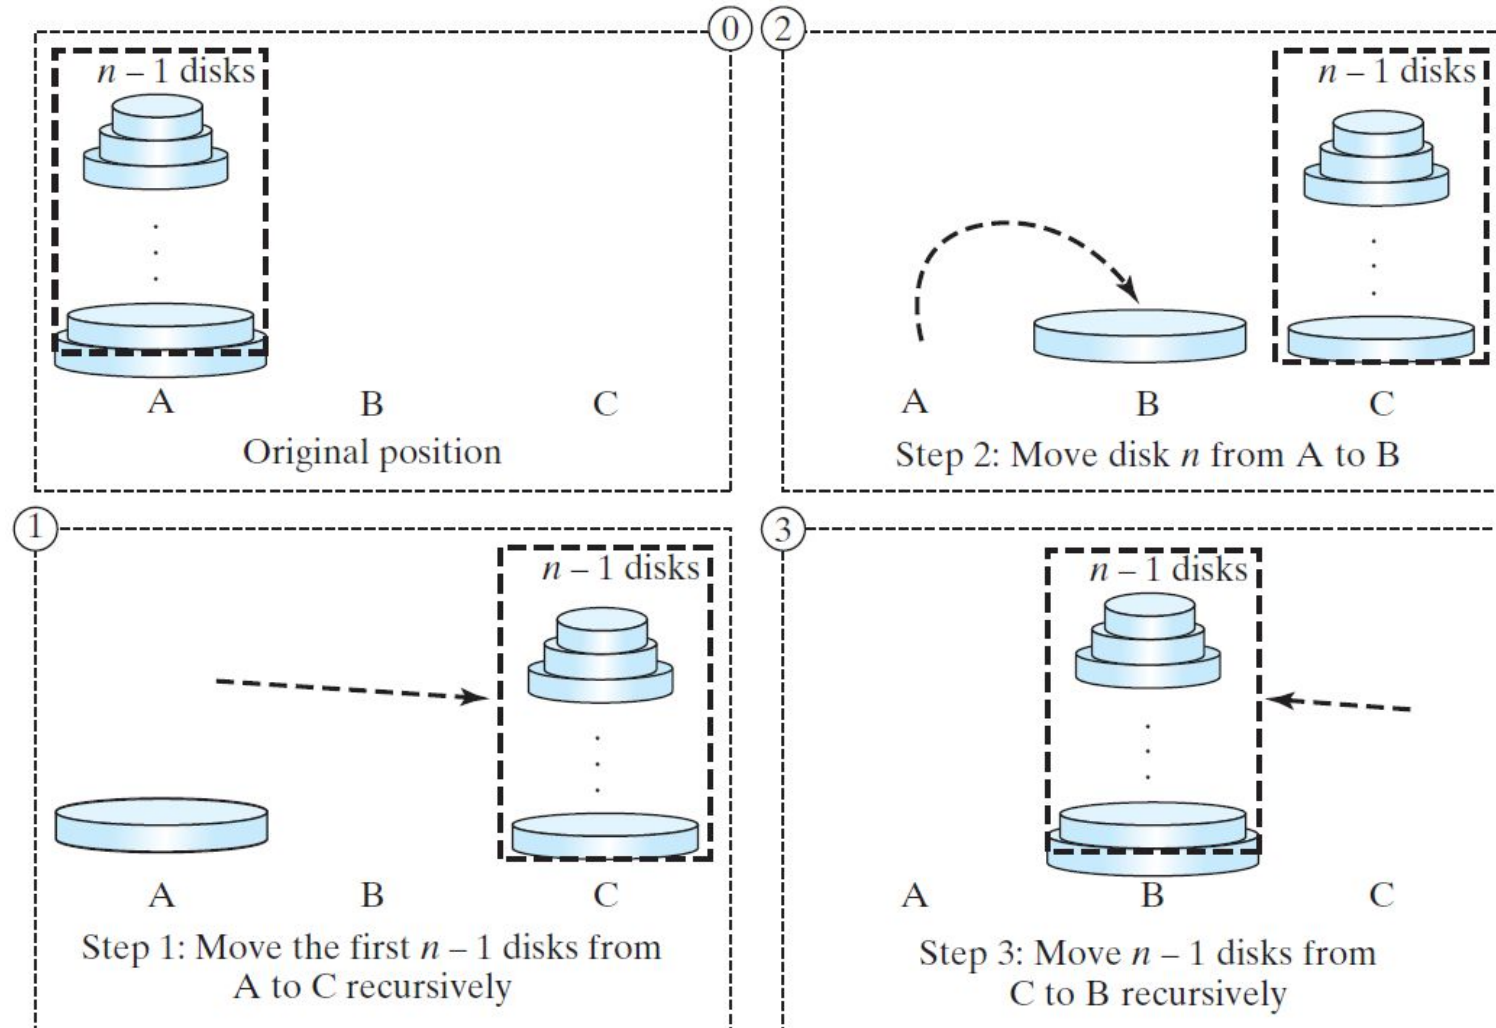 0
n – 1 disks
A B C
Original position
2
n – 1 disks
A B C
Step 2: Move disk n from A to B
1
n – 1 disks
A B C
Step 1: Move the first n – 1 disks from
A to C recursively
3
n – 1 disks
A B C
Step 3: Move n – 1 disks from
C to B recursively